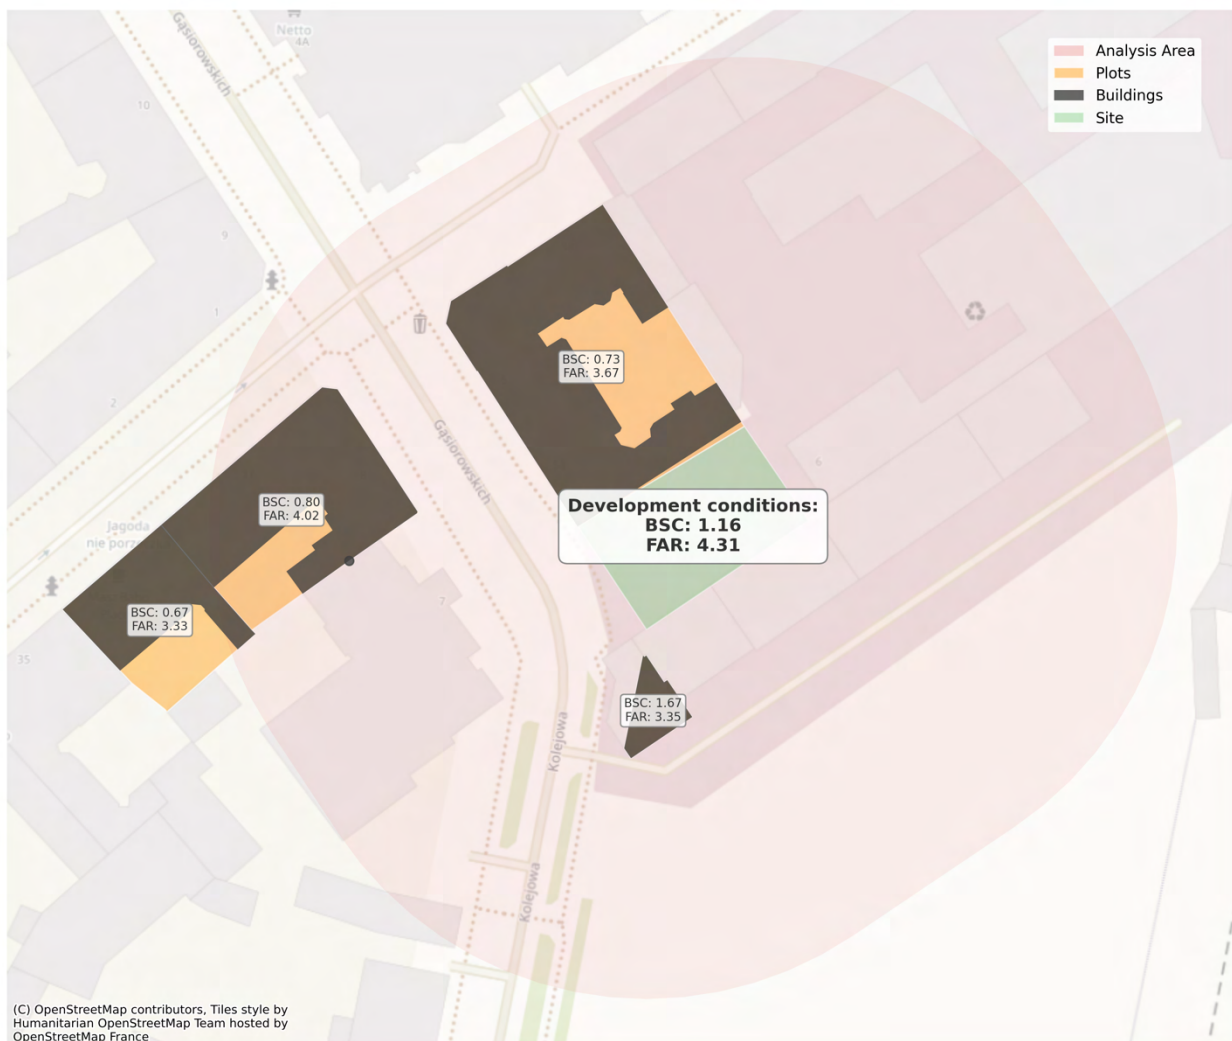 Gąsiorowskich
Netto
4A
10
9
1
2
Analysis Area
Plots
Buildings
Site
BSC: 0.73
FAR: 3.67
Gąsiorowskich
6
BSC: 0.80
FAR: 4.02
Development conditions:
BSC: 1.16
FAR: 4.31
Jagoda
nie porze
7
BSC: 0.67
FAR: 3.33
35
BSC: 1.67
FAR: 3.35
Kolejowa
Kolejowa
(C) OpenStreetMap contributors, Tiles style by
Humanitarian OpenStreetMap Team hosted by
OpenStreetMap France